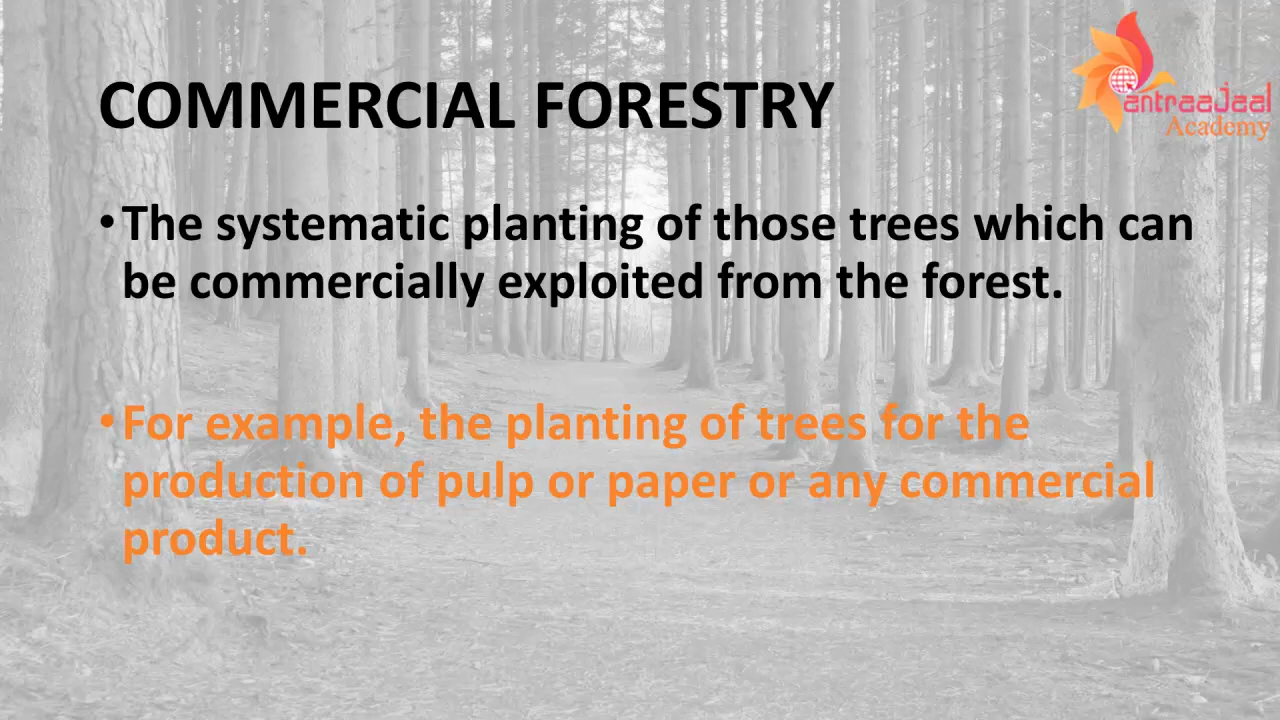 COMMERCIAL FORESTRY
antraajaal
Academy
• The systematic planting of those trees which can
be commercially exploited from the forest.
• For example, the planting of trees for the
production of pulp or paper or any commercial
product.